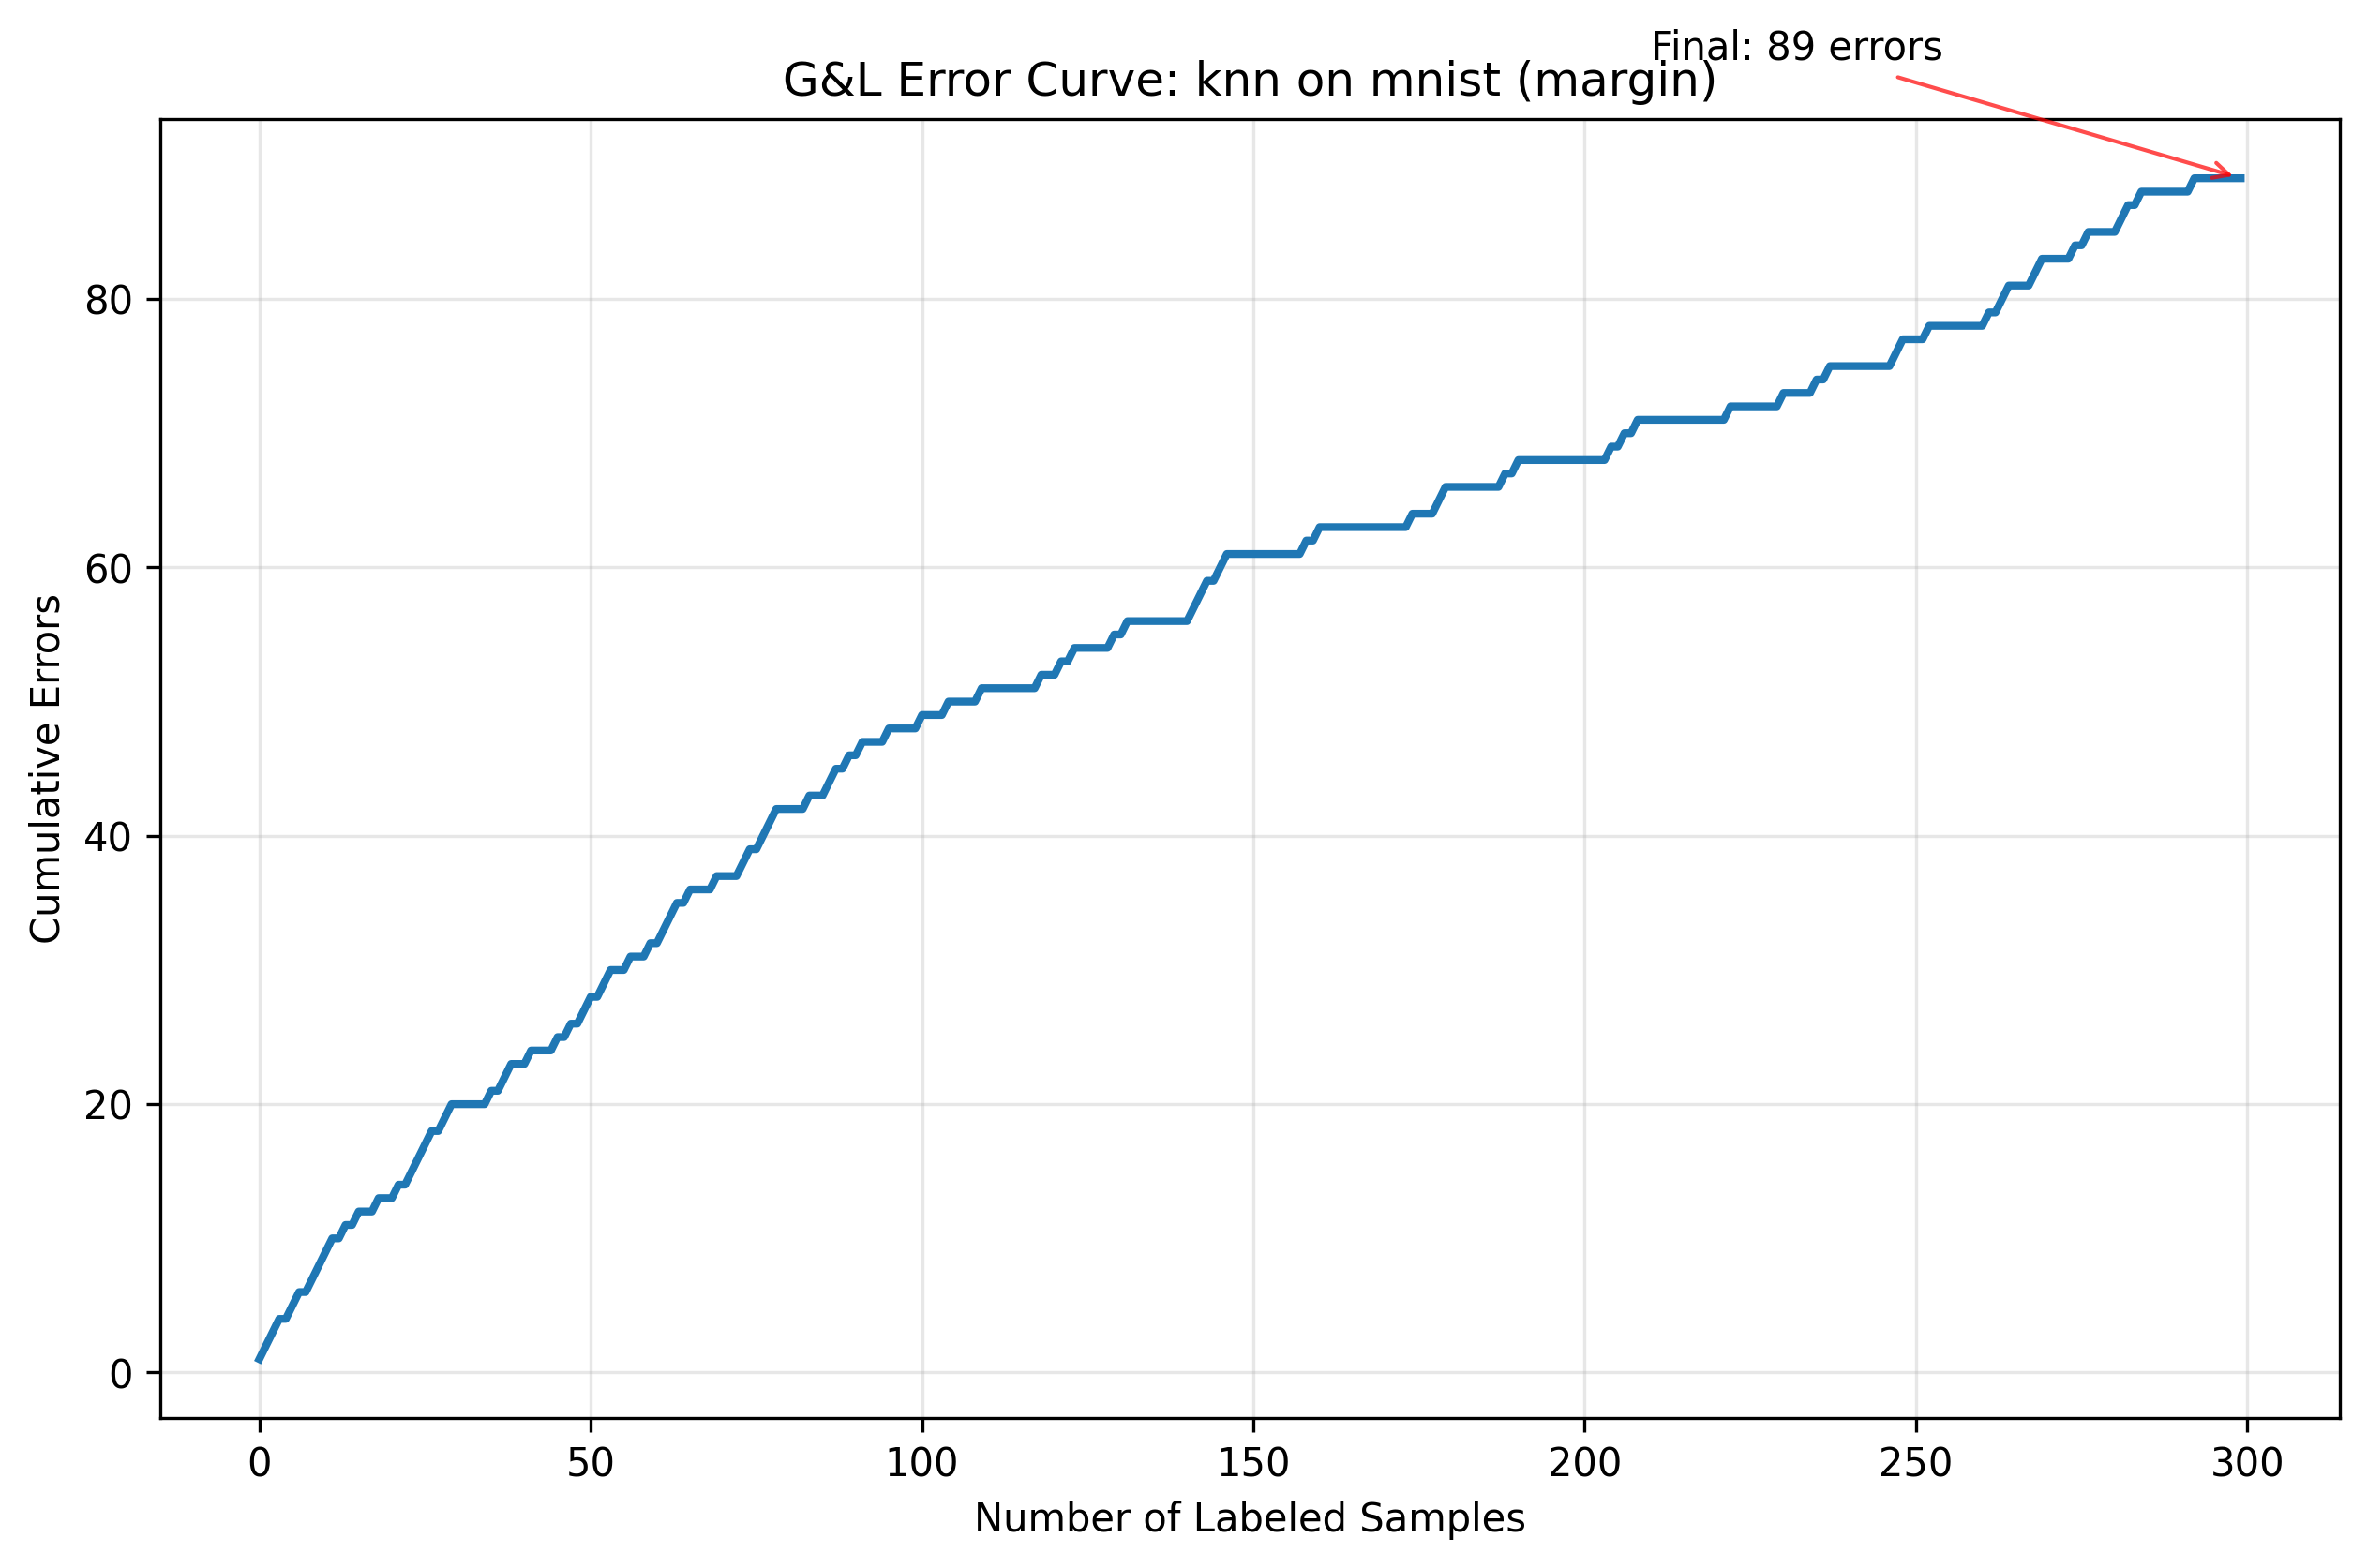 Final: 89 errors
G&L Error Curve: knn on mnist (margin)
Cumulative Errors
80
60
40
20
0
0 50 100 150 200 250 300
Number of Labeled Samples